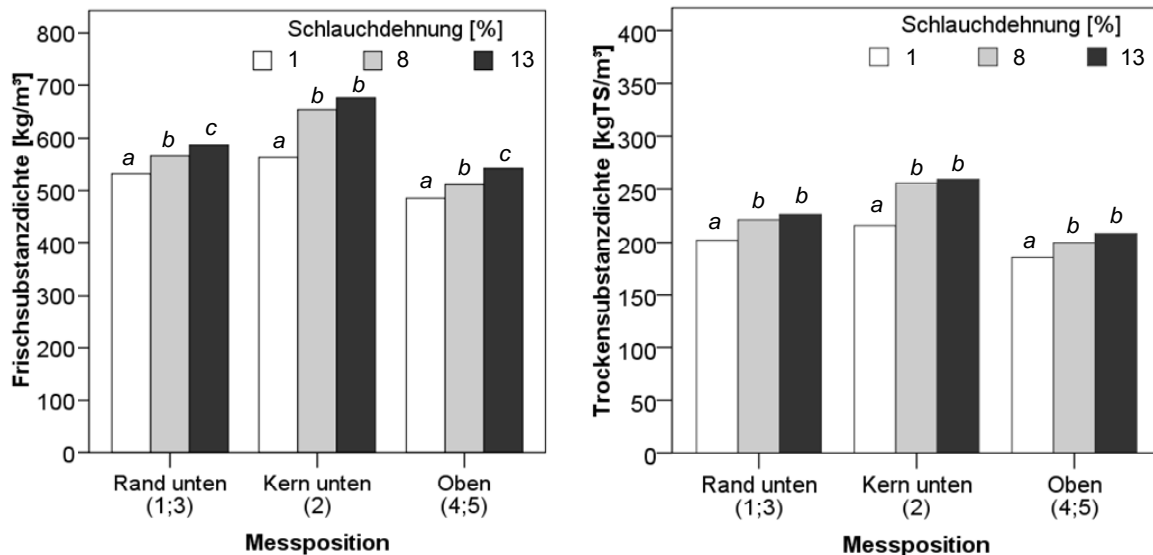 Schlauchdehnung [%]
1 8 13
Frischsubstanzdichte [kg/m³]
800
700
600
500
400
300
200
100
0
a b c
a b b
a b c
Rand unten
(1;3)
Kern unten
(2)
Oben
(4;5)
Messposition
Schlauchdehnung [%]
1 8 13
Trockensubstanzdichte [kgTS/m³]
400
350
300
250
200
150
100
50
0
a b b
a b b
a b b
Rand unten
(1;3)
Kern unten
(2)
Oben
(4;5)
Messposition